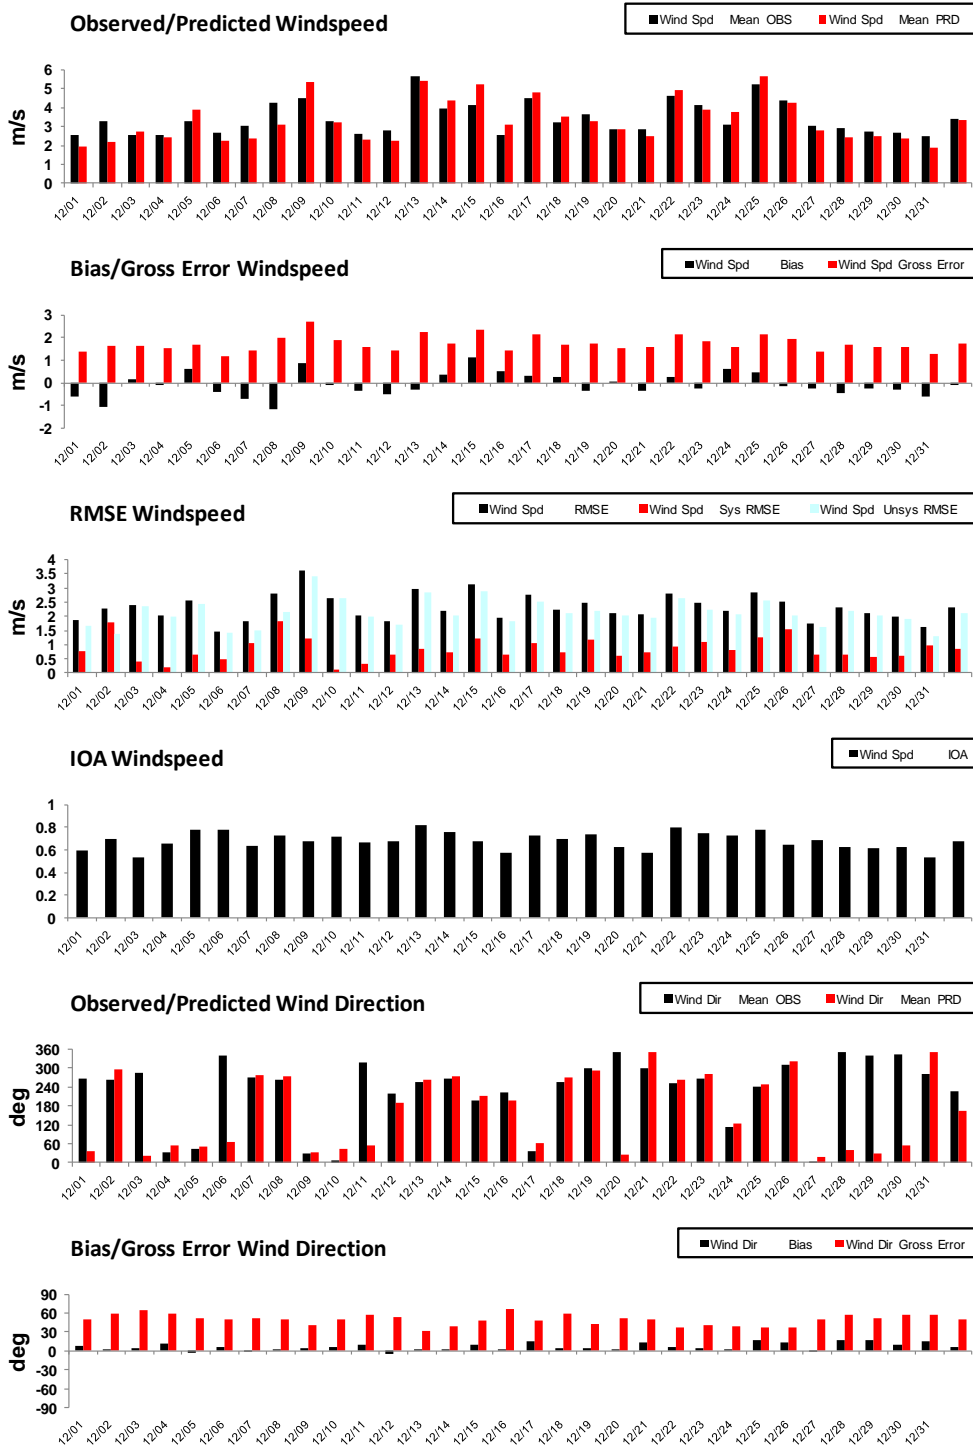 Observed/Predicted Windspeed
Wind Spd Mean OBS Wind Spd Mean PRD
6
5
4
3
2
1
0
m/s
12/01 12/02 12/03 12/04 12/05 12/06 12/07 12/08 12/09 12/10 12/11 12/12 12/13 12/14 12/15 12/16 12/17 12/18 12/19 12/20 12/21 12/22 12/23 12/24 12/25 12/26 12/27 12/28 12/29 12/30 12/31
Bias/Gross Error Windspeed
Wind Spd Bias Wind Spd Gross Error
3
2
1
0
-1
-2
m/s
12/01 12/02 12/03 12/04 12/05 12/06 12/07 12/08 12/09 12/10 12/11 12/12 12/13 12/14 12/15 12/16 12/17 12/18 12/19 12/20 12/21 12/22 12/23 12/24 12/25 12/26 12/27 12/28 12/29 12/30 12/31
RMSE Windspeed
Wind Spd RMSE Wind Spd Sys RMSE Wind Spd Unsys RMSE
4
3.5
3
2.5
2
1.5
1
0.5
0
m/s
12/01 12/02 12/03 12/04 12/05 12/06 12/07 12/08 12/09 12/10 12/11 12/12 12/13 12/14 12/15 12/16 12/17 12/18 12/19 12/20 12/21 12/22 12/23 12/24 12/25 12/26 12/27 12/28 12/29 12/30 12/31
IOA Windspeed
Wind Spd IOA
1
0.8
0.6
0.4
0.2
0
12/01 12/02 12/03 12/04 12/05 12/06 12/07 12/08 12/09 12/10 12/11 12/12 12/13 12/14 12/15 12/16 12/17 12/18 12/19 12/20 12/21 12/22 12/23 12/24 12/25 12/26 12/27 12/28 12/29 12/30 12/31
Observed/Predicted Wind Direction
Wind Dir Mean OBS Wind Dir Mean PRD
360
300
240
180
120
60
0
deg
12/01 12/02 12/03 12/04 12/05 12/06 12/07 12/08 12/09 12/10 12/11 12/12 12/13 12/14 12/15 12/16 12/17 12/18 12/19 12/20 12/21 12/22 12/23 12/24 12/25 12/26 12/27 12/28 12/29 12/30 12/31
Bias/Gross Error Wind Direction
Wind Dir Bias Wind Dir Gross Error
90
60
30
0
-30
-60
-90
deg
12/01 12/02 12/03 12/04 12/05 12/06 12/07 12/08 12/09 12/10 12/11 12/12 12/13 12/14 12/15 12/16 12/17 12/18 12/19 12/20 12/21 12/22 12/23 12/24 12/25 12/26 12/27 12/28 12/29 12/30 12/31